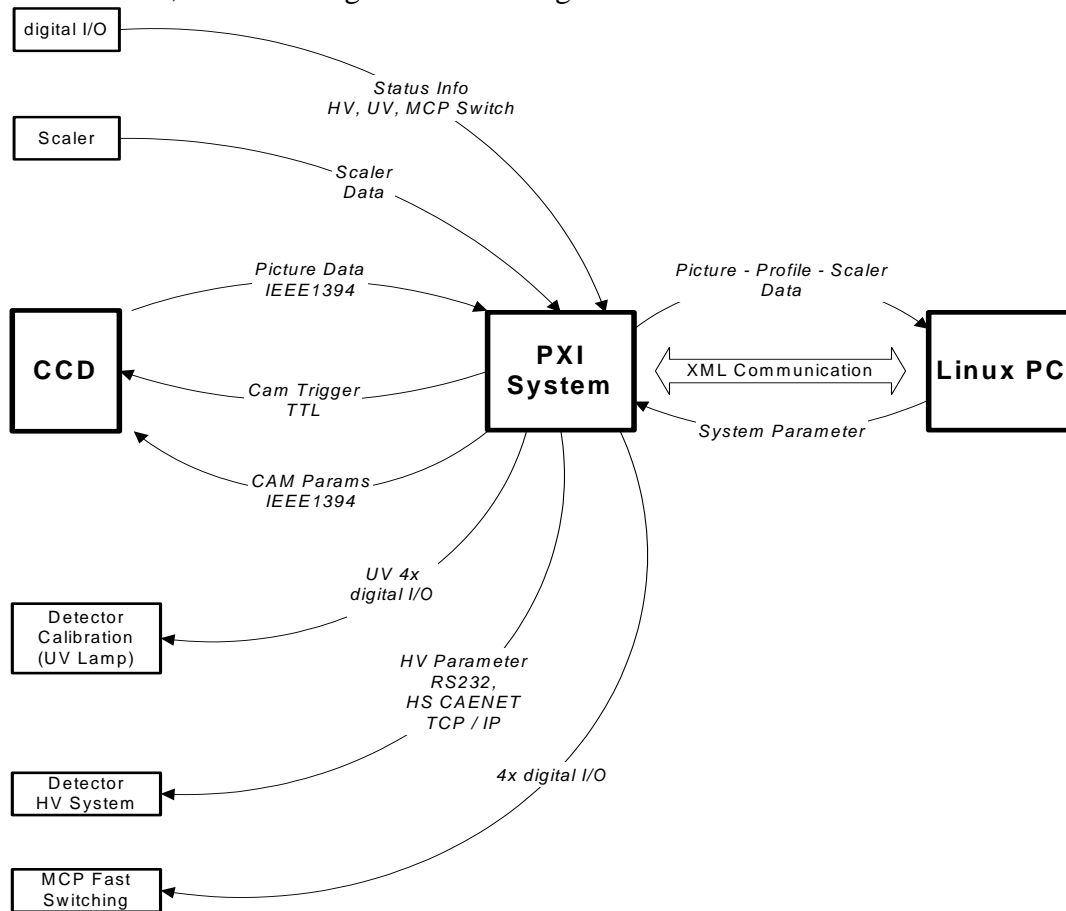 digital I/O
Status Info
HV, UV, MCP Switch
Scaler
Scaler
Data
Picture Data
IEEE1394
Picture - Profile - Scaler
Data
CCD
PXI
System
XML Communication
Linux PC
Cam Trigger
TTL
System Parameter
CAM Params
IEEE1394
UV 4x
digital I/O
Detector
Calibration
(UV Lamp)
HV Parameter
RS232,
HS CAENET
TCP / IP
Detector
HV System
4x digital I/O
MCP Fast
Switching